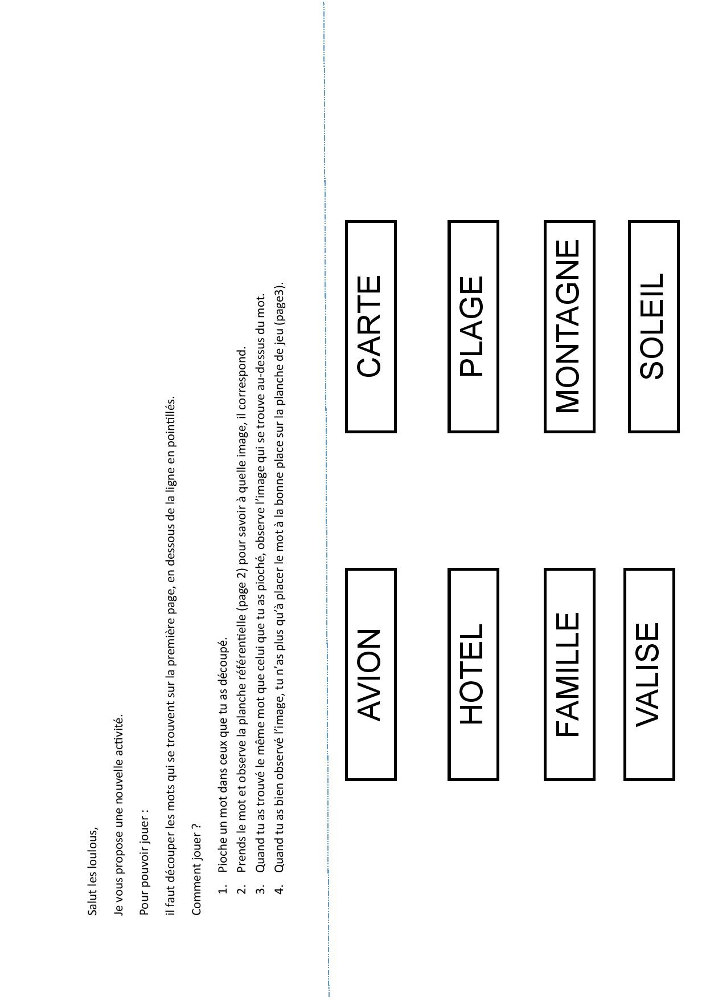 Salut les loulous,
Je vous propose une nouvelle activité.
Pour pouvoir jouer :
il faut découper les mots qui se trouvent sur la première page, en dessous de la ligne en pointillés.
Comment jouer ?
1. Pioche un mot dans ceux que tu as découpé.
2. Prends le mot et observe la planche référentielle (page 2) pour savoir à quelle image, il correspond.
3. Quand tu as trouvé le même mot que celui que tu as pioché, observe l’image qui se trouve au-dessus du mot.
4. Quand tu as bien observé l’image, tu n’as plus qu’à placer le mot à la bonne place sur la planche de jeu (page3).
AVION
CARTE
HOTEL
PLAGE
FAMILLE
MONTAGNE
VALISE
SOLEIL